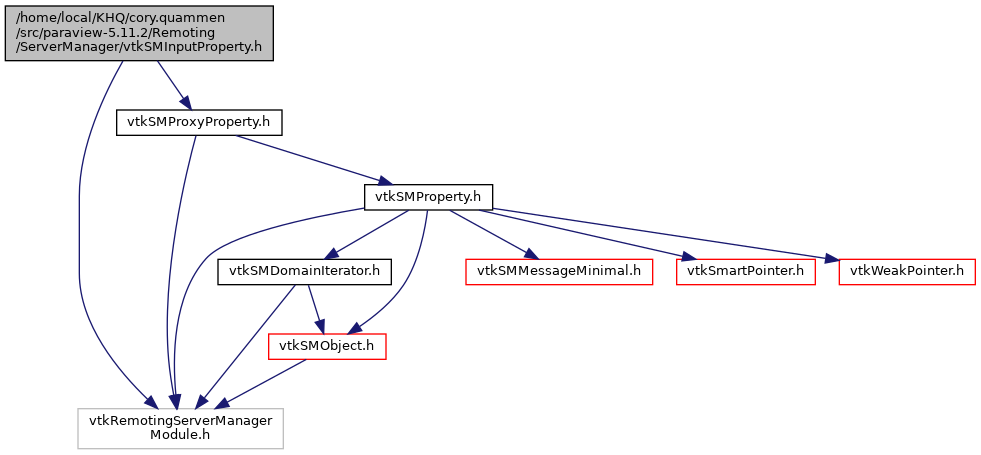 /home/local/KHQ/cory.quammen
/src/paraview-5.11.2/Remoting
/ServerManager/vtkSMInputProperty.h
vtkSMProxyProperty.h
vtkSMProperty.h
vtkSMDomainIterator.h
vtkSMMessageMinimal.h
vtkSmartPointer.h
vtkWeakPointer.h
vtkSMObject.h
vtkRemotingServerManager
Module.h